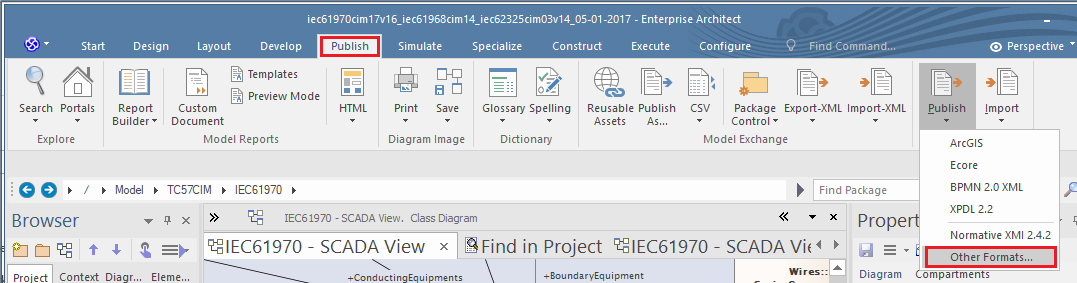 iec61970cim17v16_iec61968cim14_iec62325cim03v14_05-01-2017 - Enterprise Architect
Start Design Layout Develop Publish Simulate Specialize Construct Execute Configure Find Command... Perspective
Search Portals Report Builder Custom Document Templates Preview Mode HTML Print Save Glossary Spelling Reusable Assets Publish As... CSV Package Control Export-XML Import-XML Publish Import
Explore Model Reports Diagram Image Dictionary Model Exchange
ArcGIS
Ecore
BPMN 2.0 XML
XPDL 2.2
Normative XMI 2.4.2
Other Formats...
/ Model TC57CIM IEC61970 Find Package
Browser IEC61970 - SCADA View. Class Diagram Propert
IEC61970 - SCADA View × Find in Project IEC61970 - SCADA Vi
Project Context Diagr... Eleme... +ConductingEquipments +BoundaryEquipment Wires:: Diagram Compartments